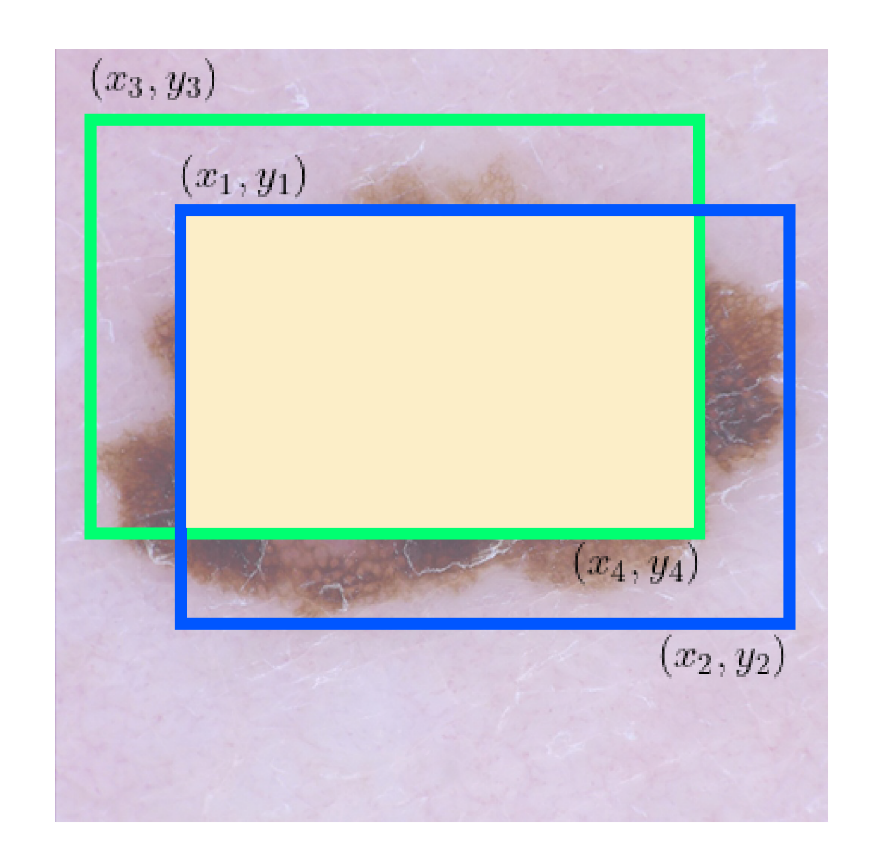 (x₃, y₃)
(x₁, y₁)
(x₄, y₄)
(x₂, y₂)